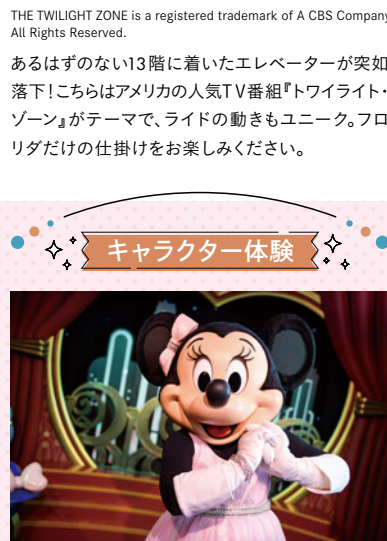 THE TWILIGHT ZONE is a registered trademark of A CBS Company
All Rights Reserved.
あるはずのない13階に着いたエレベーターが突如
落下！こちらはアメリカの人気TV番組『トワイライト・
ゾーン』がテーマで、ライドの動きもユニーク。フロ
リダだけの仕掛けをお楽しみください。
キャラクター体験